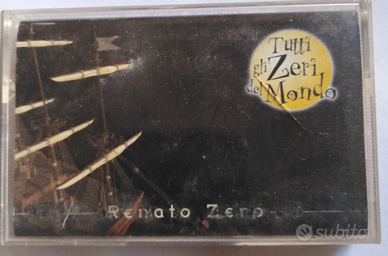 Tutti
gli Zeri
del Mondo
Renato Zero
subito